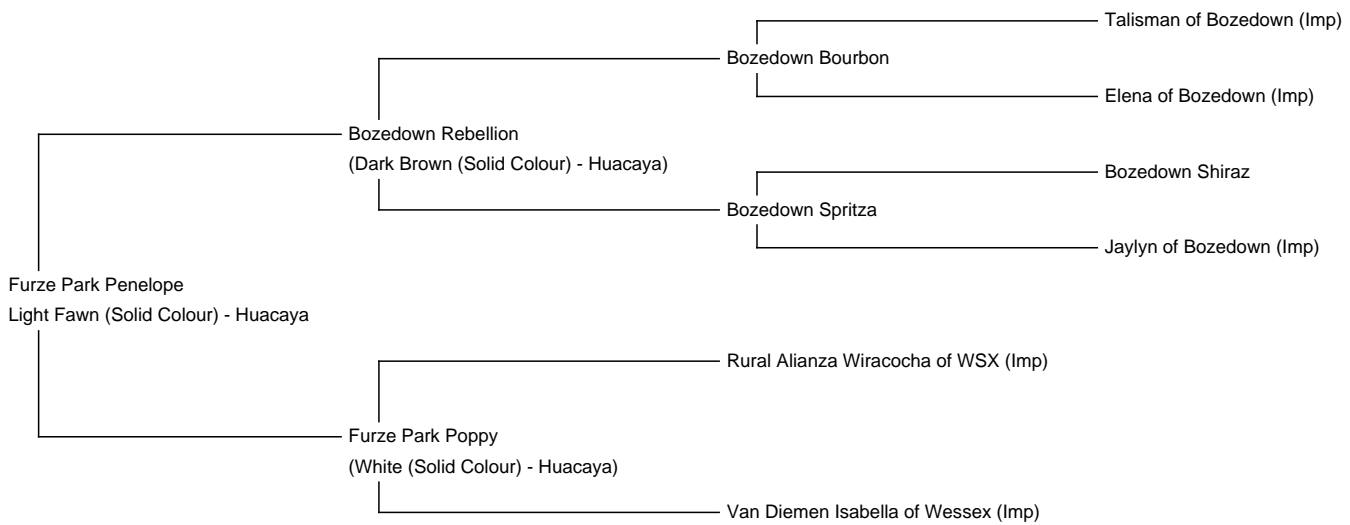 Talisman of Bozedown (Imp)
Bozedown Bourbon
Elena of Bozedown (Imp)
Bozedown Rebellion
(Dark Brown (Solid Colour) - Huacaya)
Bozedown Shiraz
Bozedown Spritza
Jaylyn of Bozedown (Imp)
Furze Park Penelope
Light Fawn (Solid Colour) - Huacaya
Rural Alianza Wiracocha of WSX (Imp)
Furze Park Poppy
(White (Solid Colour) - Huacaya)
Van Diemen Isabella of Wessex (Imp)